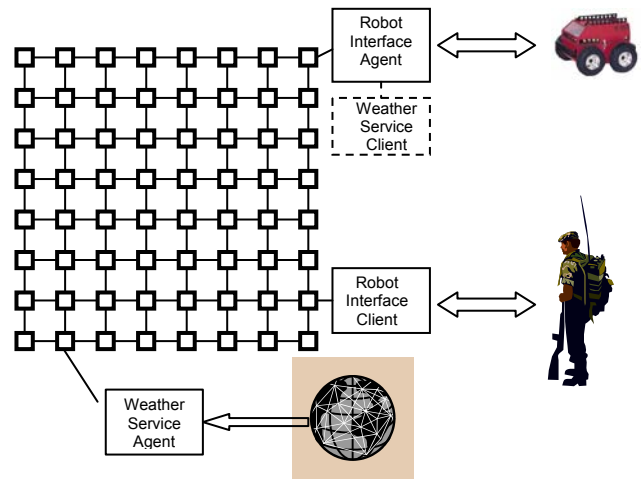 Robot
Interface
Agent
Weather
Service
Client
Robot
Interface
Client
Weather
Service
Agent